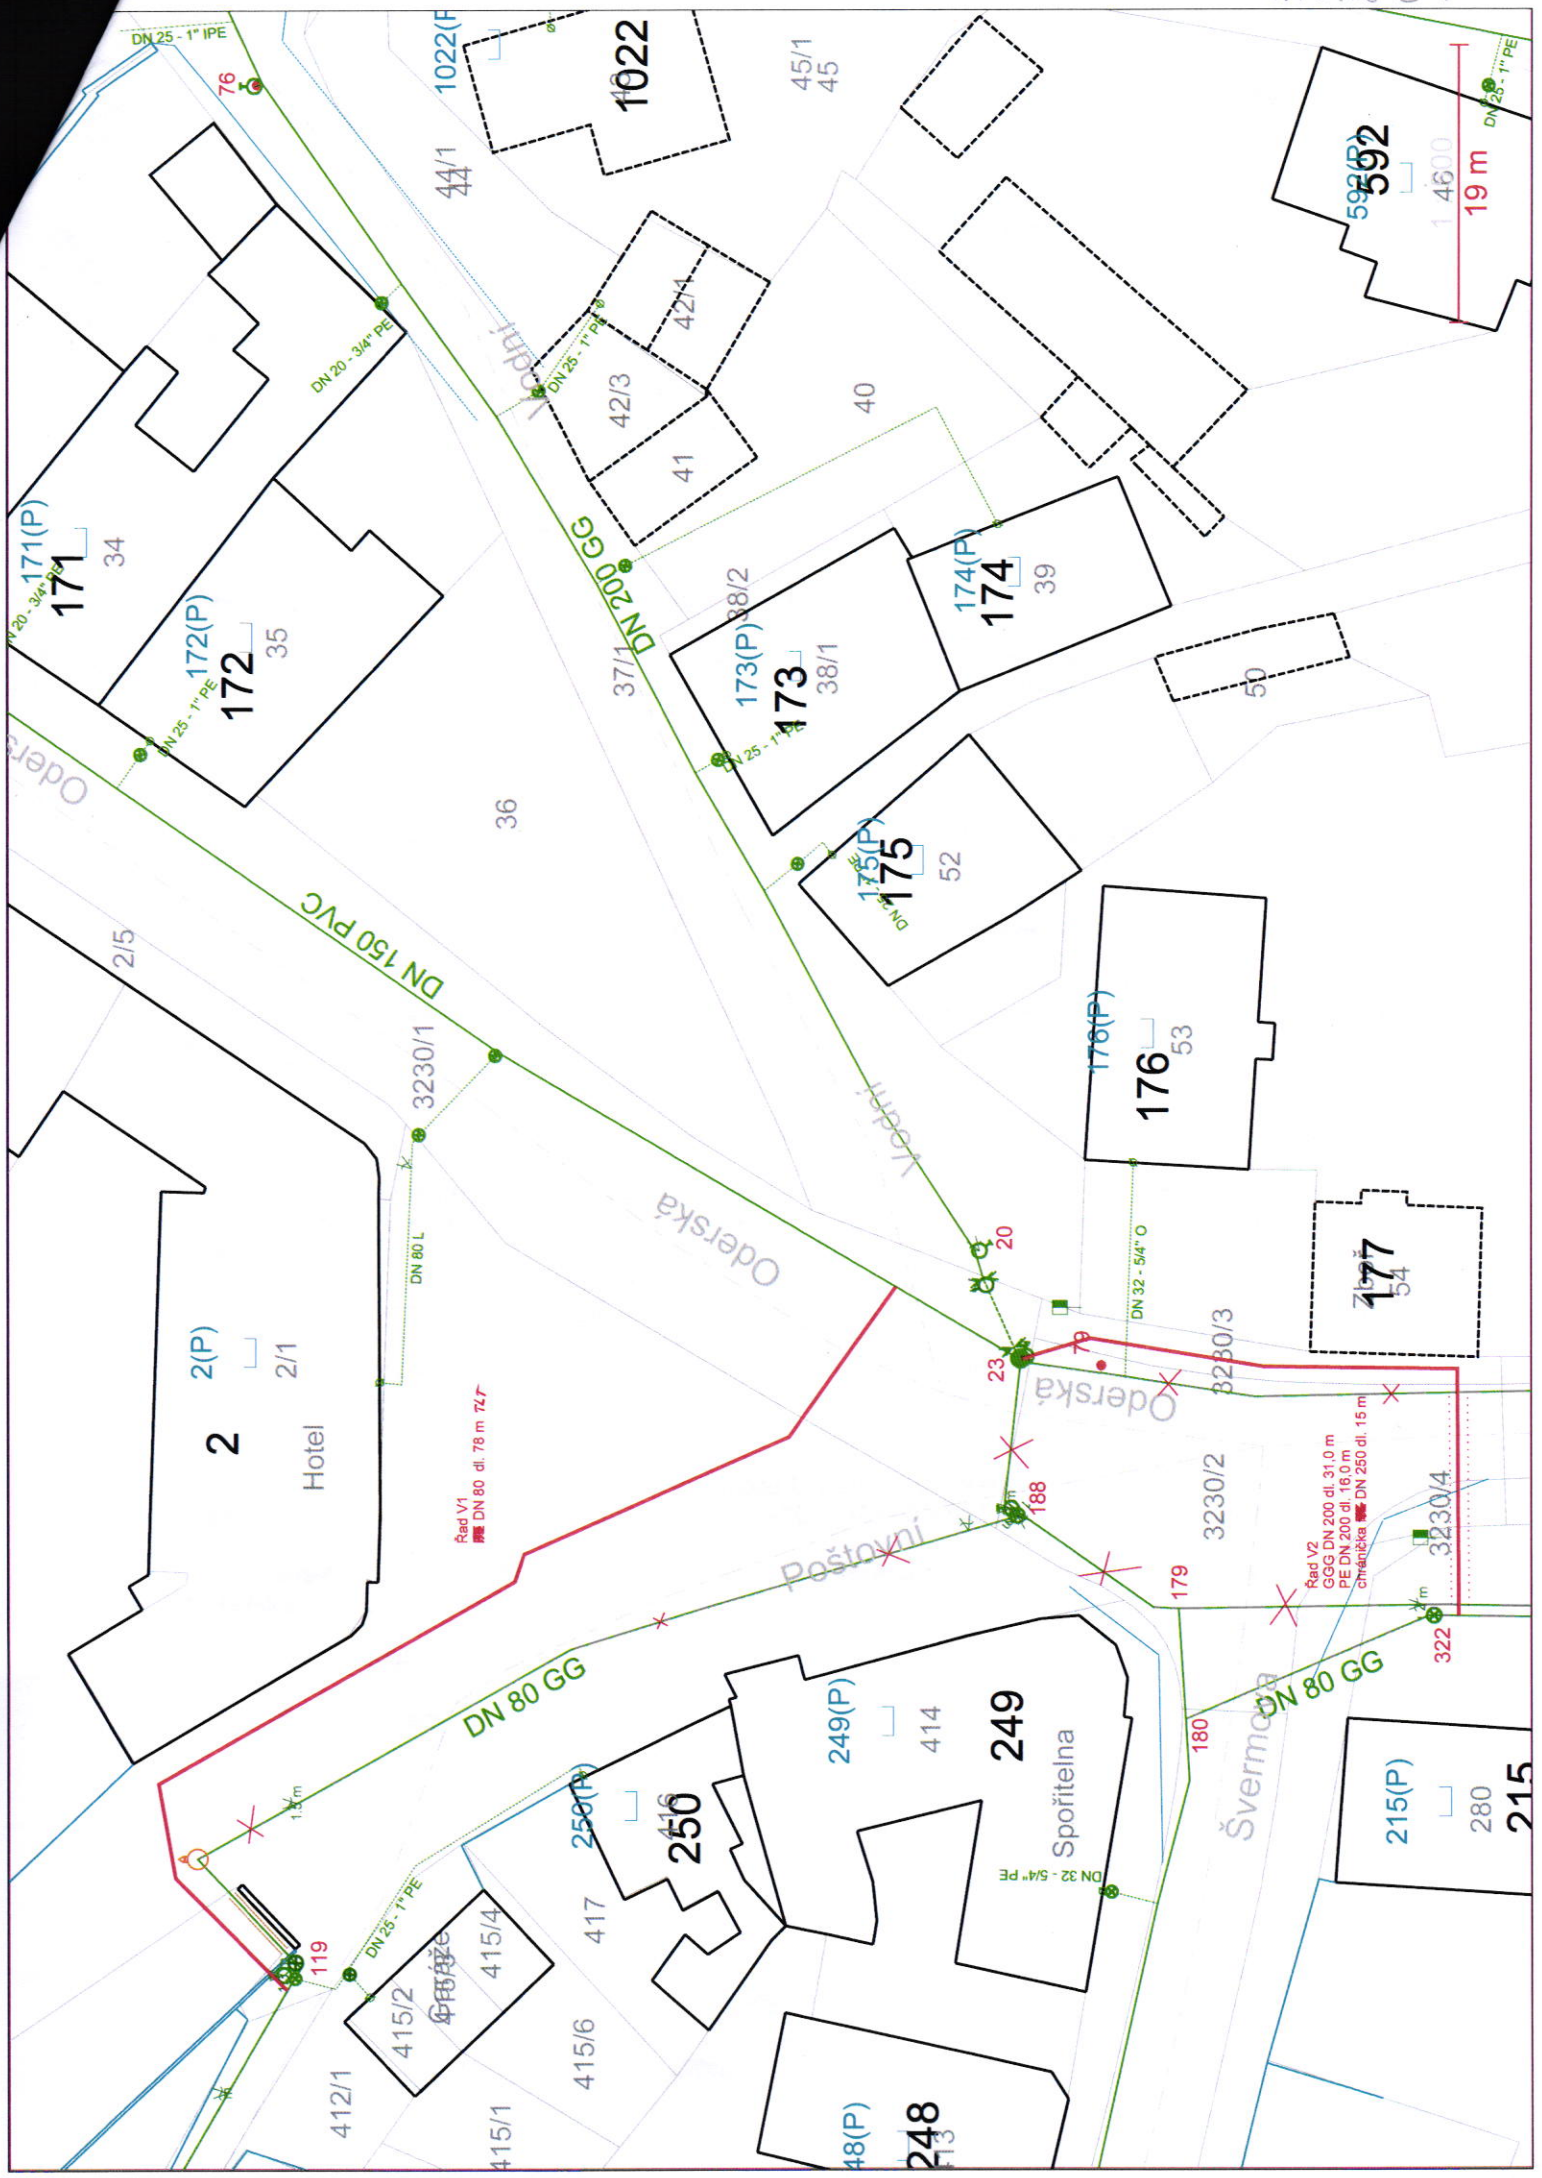 DN 25 - 1" IPE
76
1022(P)
1022
45/1
45
44/1
44
DN 25 - 1" PE
592(P)
592
46
19 m
DN 20 - 3/4" PE
Vodní
DN 25 - 1" PE
42/1
42/3
41
40
171(P)
171
34
172(P)
172
35
DN 25 - 1" PE
Oderská
DN 200 GG
37/1
38/2
173(P)
173
38/1
DN 25 - 1" PE
174(P)
174
39
50
36
175(P)
175
52
DN 150 PVC
2/5
3230/1
176(P)
176
53
Vodní
Oderská
DN 80 L
20
DN 32 - 5/4" O
177
54
2(P)
2
2/1
Hotel
23
79
Oderská
3230/3
Řad V1
DN 80 dl. 78 m
188
Poštovní
3230/2
Řad V2
GGG DN 200 dl. 31,0 m
PE DN 200 dl. 16,0 m
chránička DN 250 dl. 15 m
3230/4
179
322
DN 80 GG
DN 80 GG
180
Švermova
249(P)
249
414
Spořitelna
250(P)
250
416
215(P)
215
280
1.5 m
DN 32 - 5/4" PE
DN 25 - 1" PE
119
417
415/4
415/2
Garáže
415/6
412/1
415/1
48(P)
248